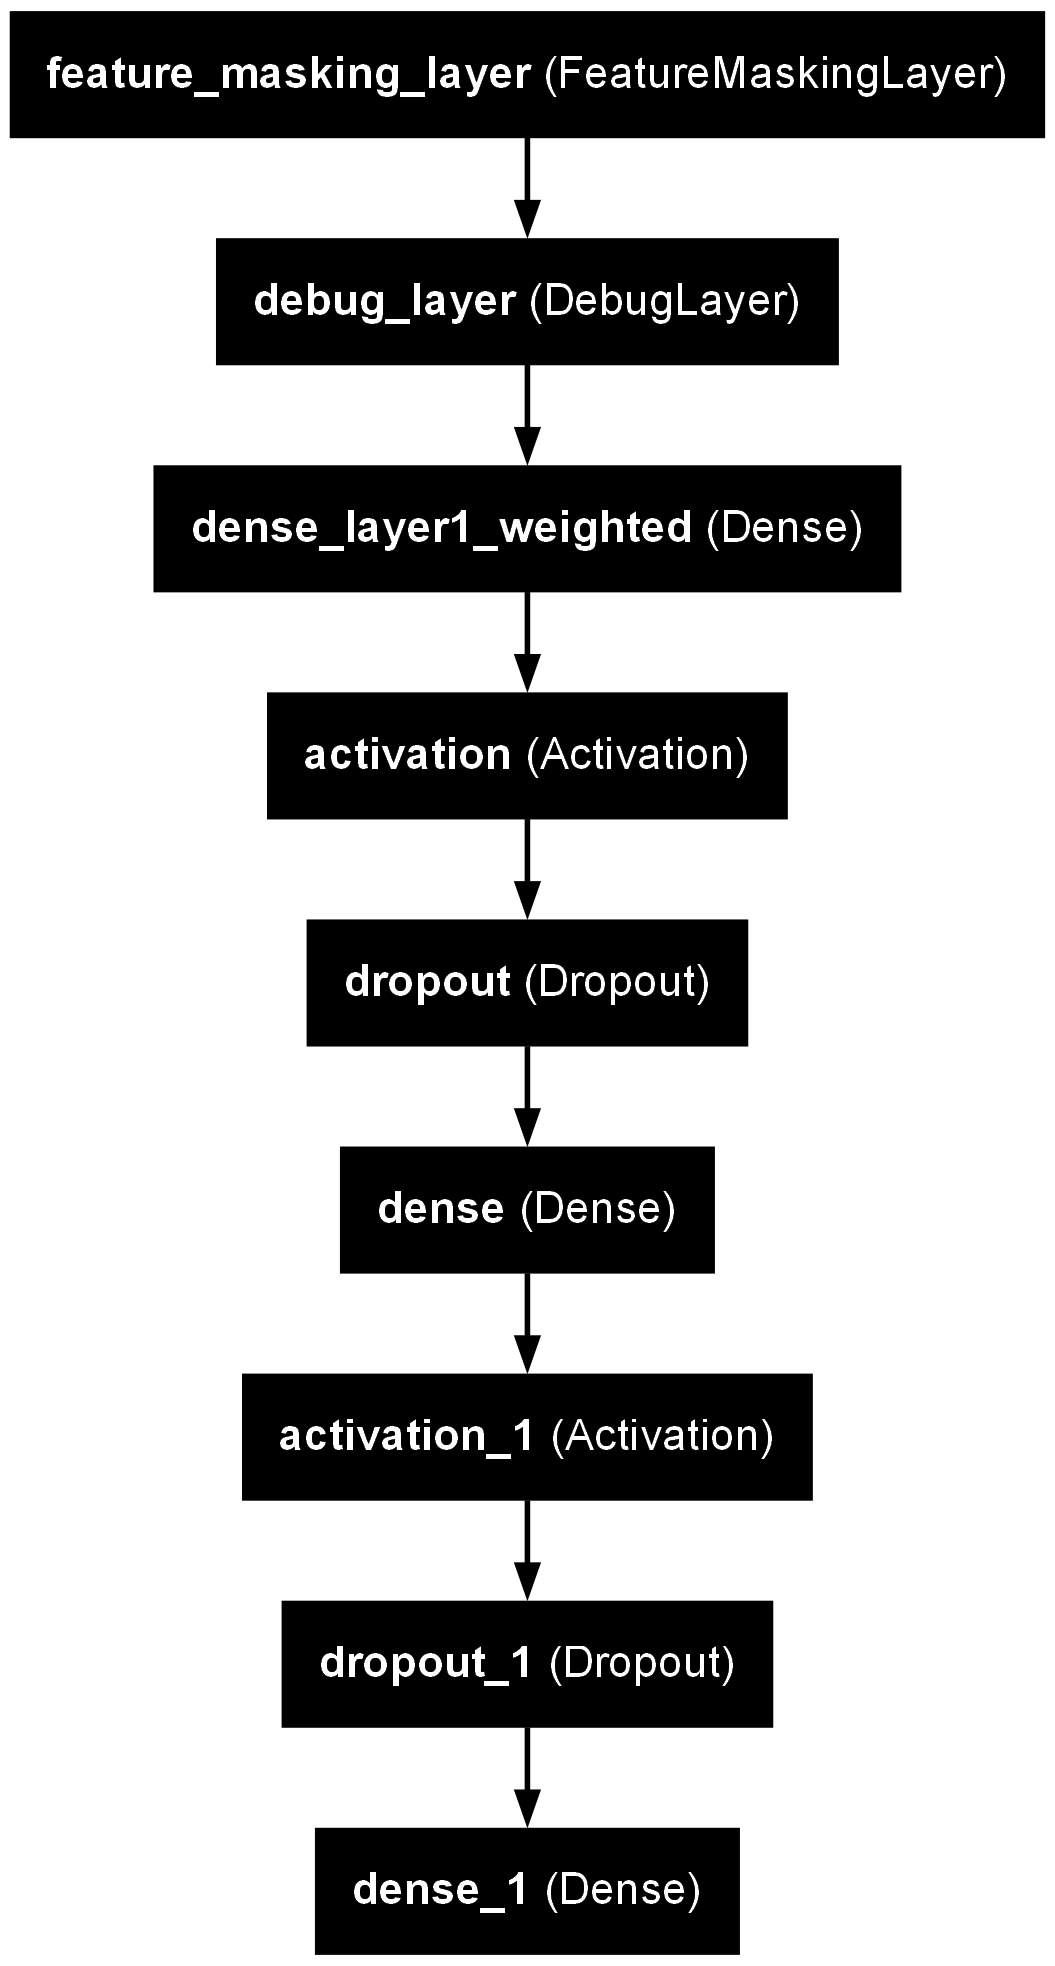 feature_masking_layer (FeatureMaskingLayer)
debug_layer (DebugLayer)
dense_layer1_weighted (Dense)
activation (Activation)
dropout (Dropout)
dense (Dense)
activation_1 (Activation)
dropout_1 (Dropout)
dense_1 (Dense)